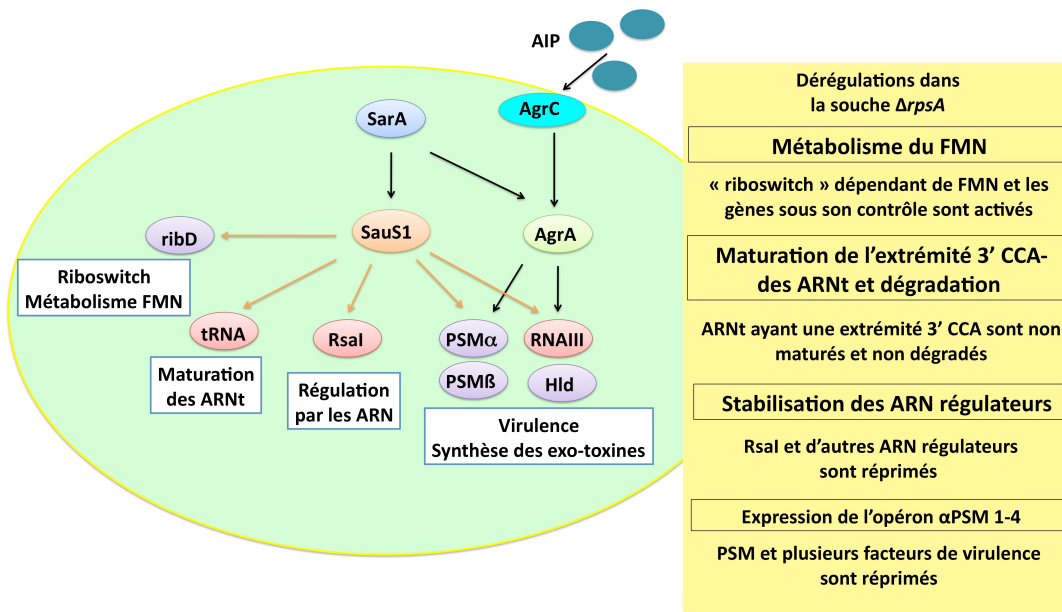 AIP
AgrC
SarA
SauS1
AgrA
ribD
Riboswitch
Métabolisme FMN
tRNA
Maturation
des ARNt
RsaI
Régulation
par les ARN
PSMα
RNAIII
PSMß
Hld
Virulence
Synthèse des exo-toxines
Dérégulations dans
la souche ΔrpsA
Métabolisme du FMN
« riboswitch » dépendant de FMN et les
gènes sous son contrôle sont activés
Maturation de l'extrémité 3' CCA-
des ARNt et dégradation
ARNt ayant une extrémité 3' CCA sont non
maturés et non dégradés
Stabilisation des ARN régulateurs
RsaI et d'autres ARN régulateurs
sont réprimés
Expression de l'opéron αPSM 1-4
PSM et plusieurs facteurs de virulence
sont réprimés